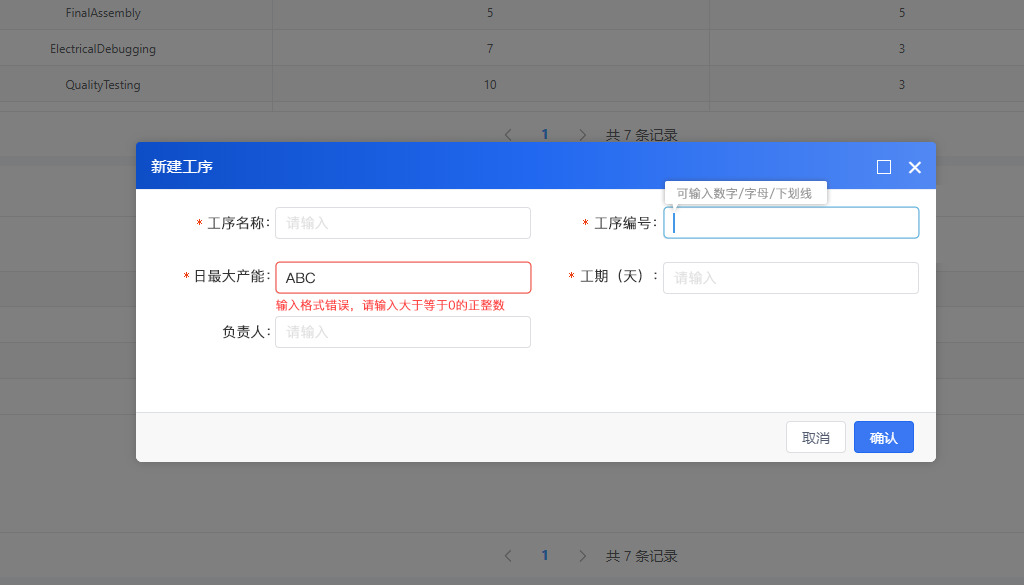 FinalAssembly 5 5
ElectricalDebugging 7 3
QualityTesting 10 3
1 共 7 条记录
新建工序
可输入数字/字母/下划线
* 工序名称: 请输入 * 工序编号:
* 日最大产能: ABC * 工期（天）: 请输入
输入格式错误，请输入大于等于0的正整数
负责人: 请输入
取消 确认
1 共 7 条记录